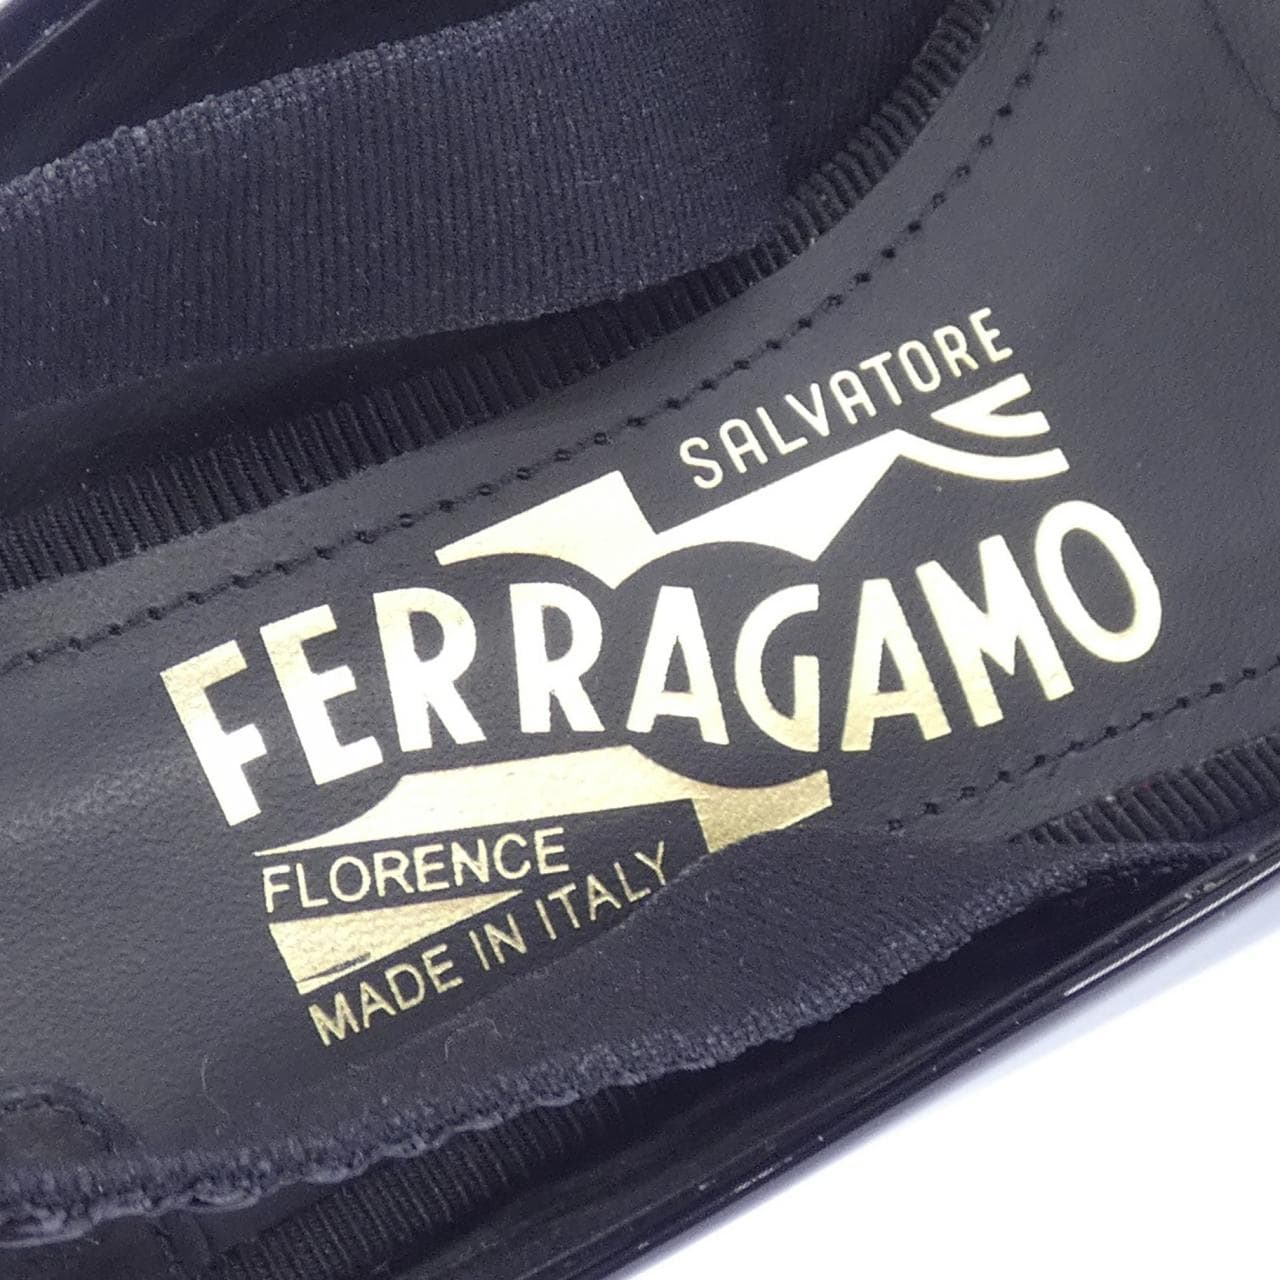 SALVATORE
FERRAGAMO
FLORENCE
MADE IN ITALY